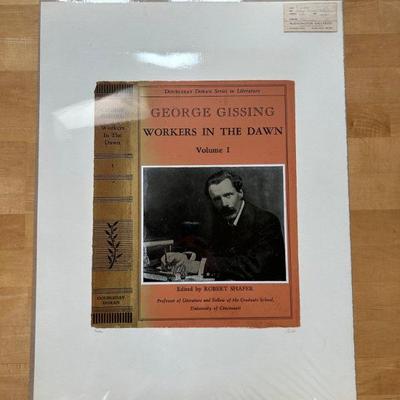 DOUBLEDAY DORAN Series in Literature
GEORGE GISSING
WORKERS IN THE DAWN
Volume I
Edited by ROBERT SHAFER
Professor of Literature and Fellow of the Graduate School,
University of Cincinnati
GEORGE
GISSING
Workers
In The
Dawn
I
DOUBLEDAY
DORAN